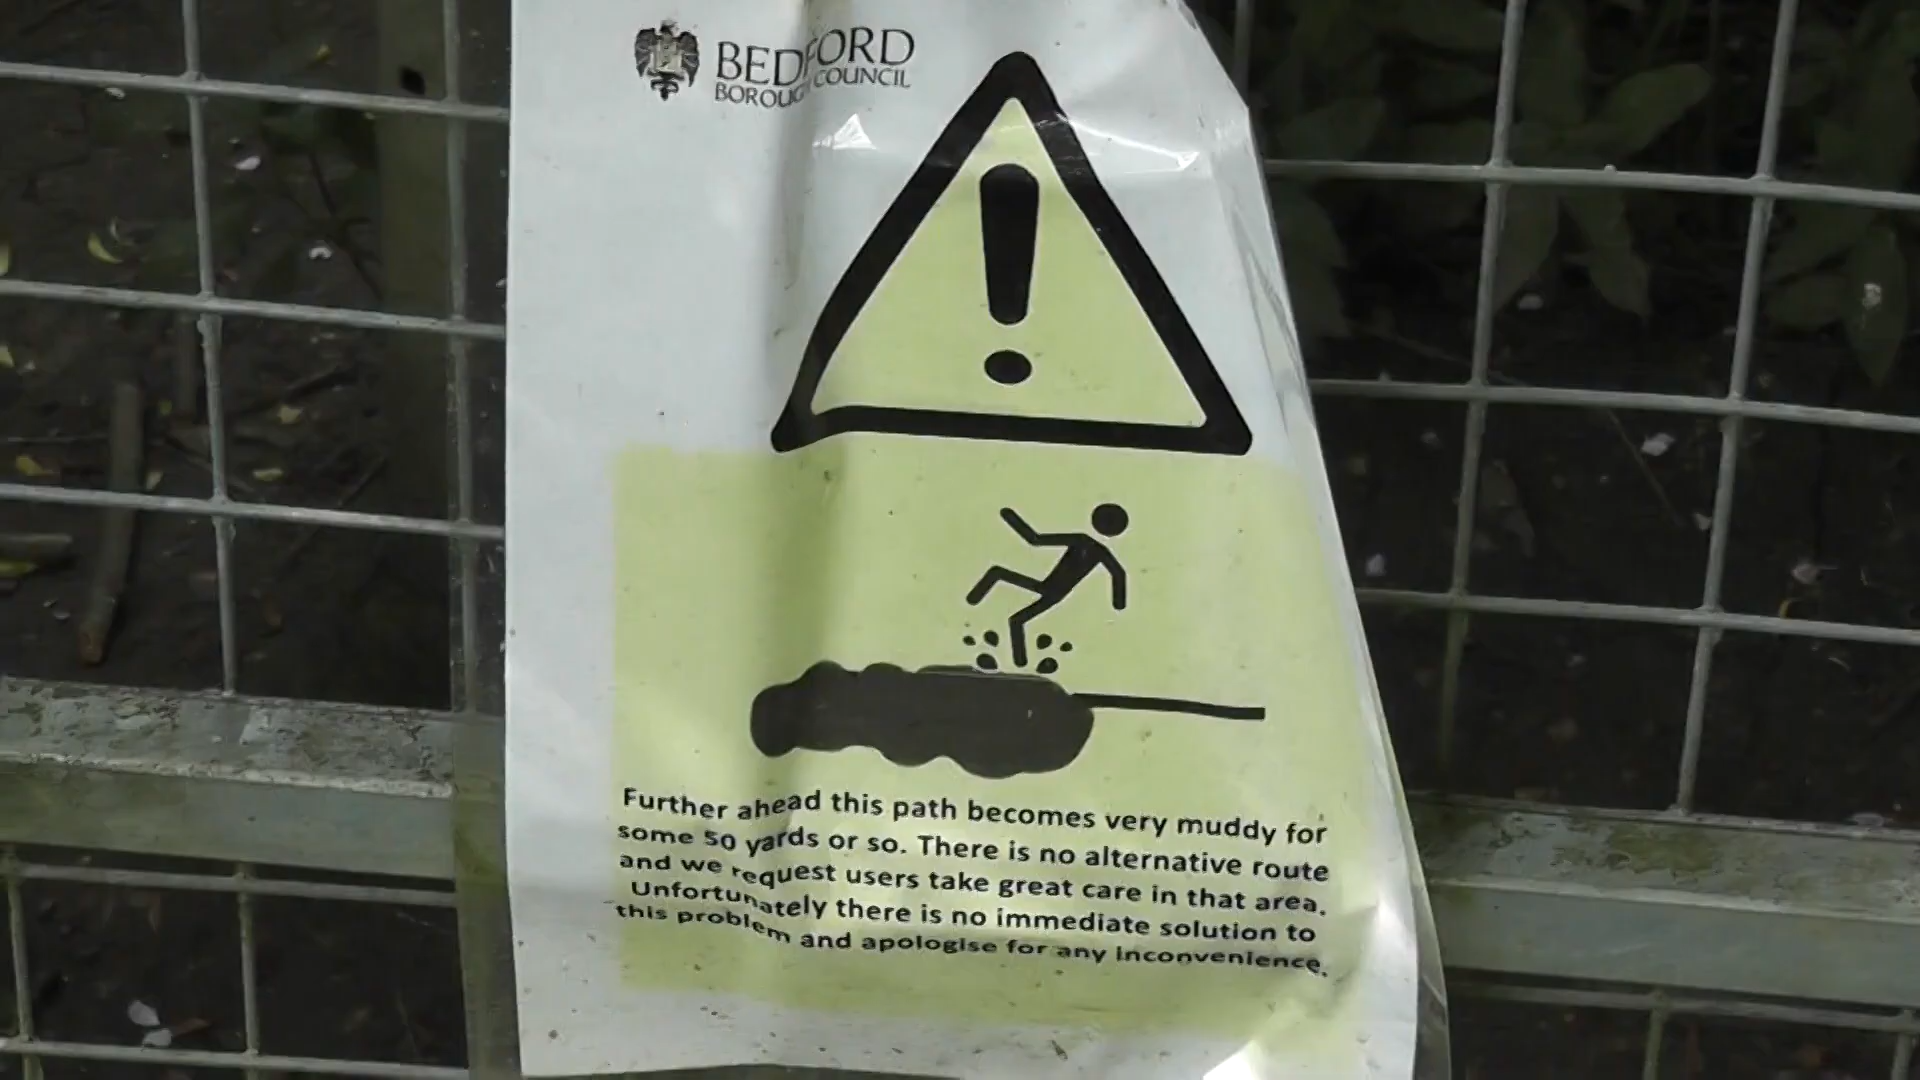 BEDFORD
BOROUGH COUNCIL
!
Further ahead this path becomes very muddy for
some 50 yards or so. There is no alternative route
and we request users take great care in that area.
Unfortunately there is no immediate solution to
this problem and apologise for any inconvenience.